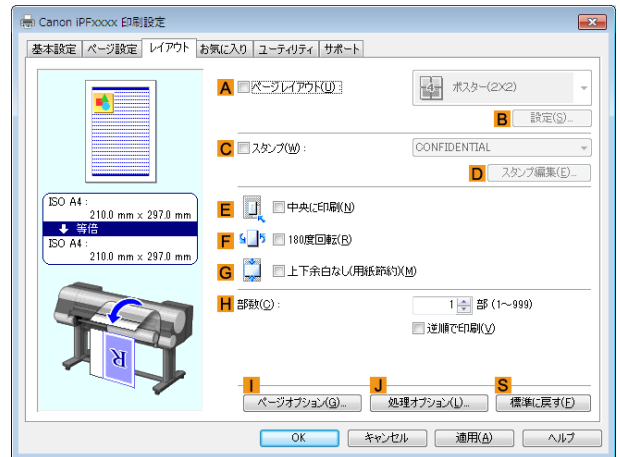 Canon iPFxxxx 印刷設定
基本設定 ページ設定 レイアウト お気に入り ユーティリティ サポート
A ページレイアウト(U) : 4 ポスター(2X2)
B 設定(S)...
C スタンプ(W) : CONFIDENTIAL
D スタンプ編集(E)...
ISO A4 :
210.0 mm x 297.0 mm
等倍
ISO A4 :
210.0 mm x 297.0 mm
E 中央に印刷(N)
F 180度回転(R)
G 上下余白なし(用紙節約)(M)
H 部数(C) : 1 部 (1～999)
逆順で印刷(V)
R
I ページオプション(G)...
J 処理オプション(L)...
S 標準に戻す(F)
OK キャンセル 適用(A) ヘルプ